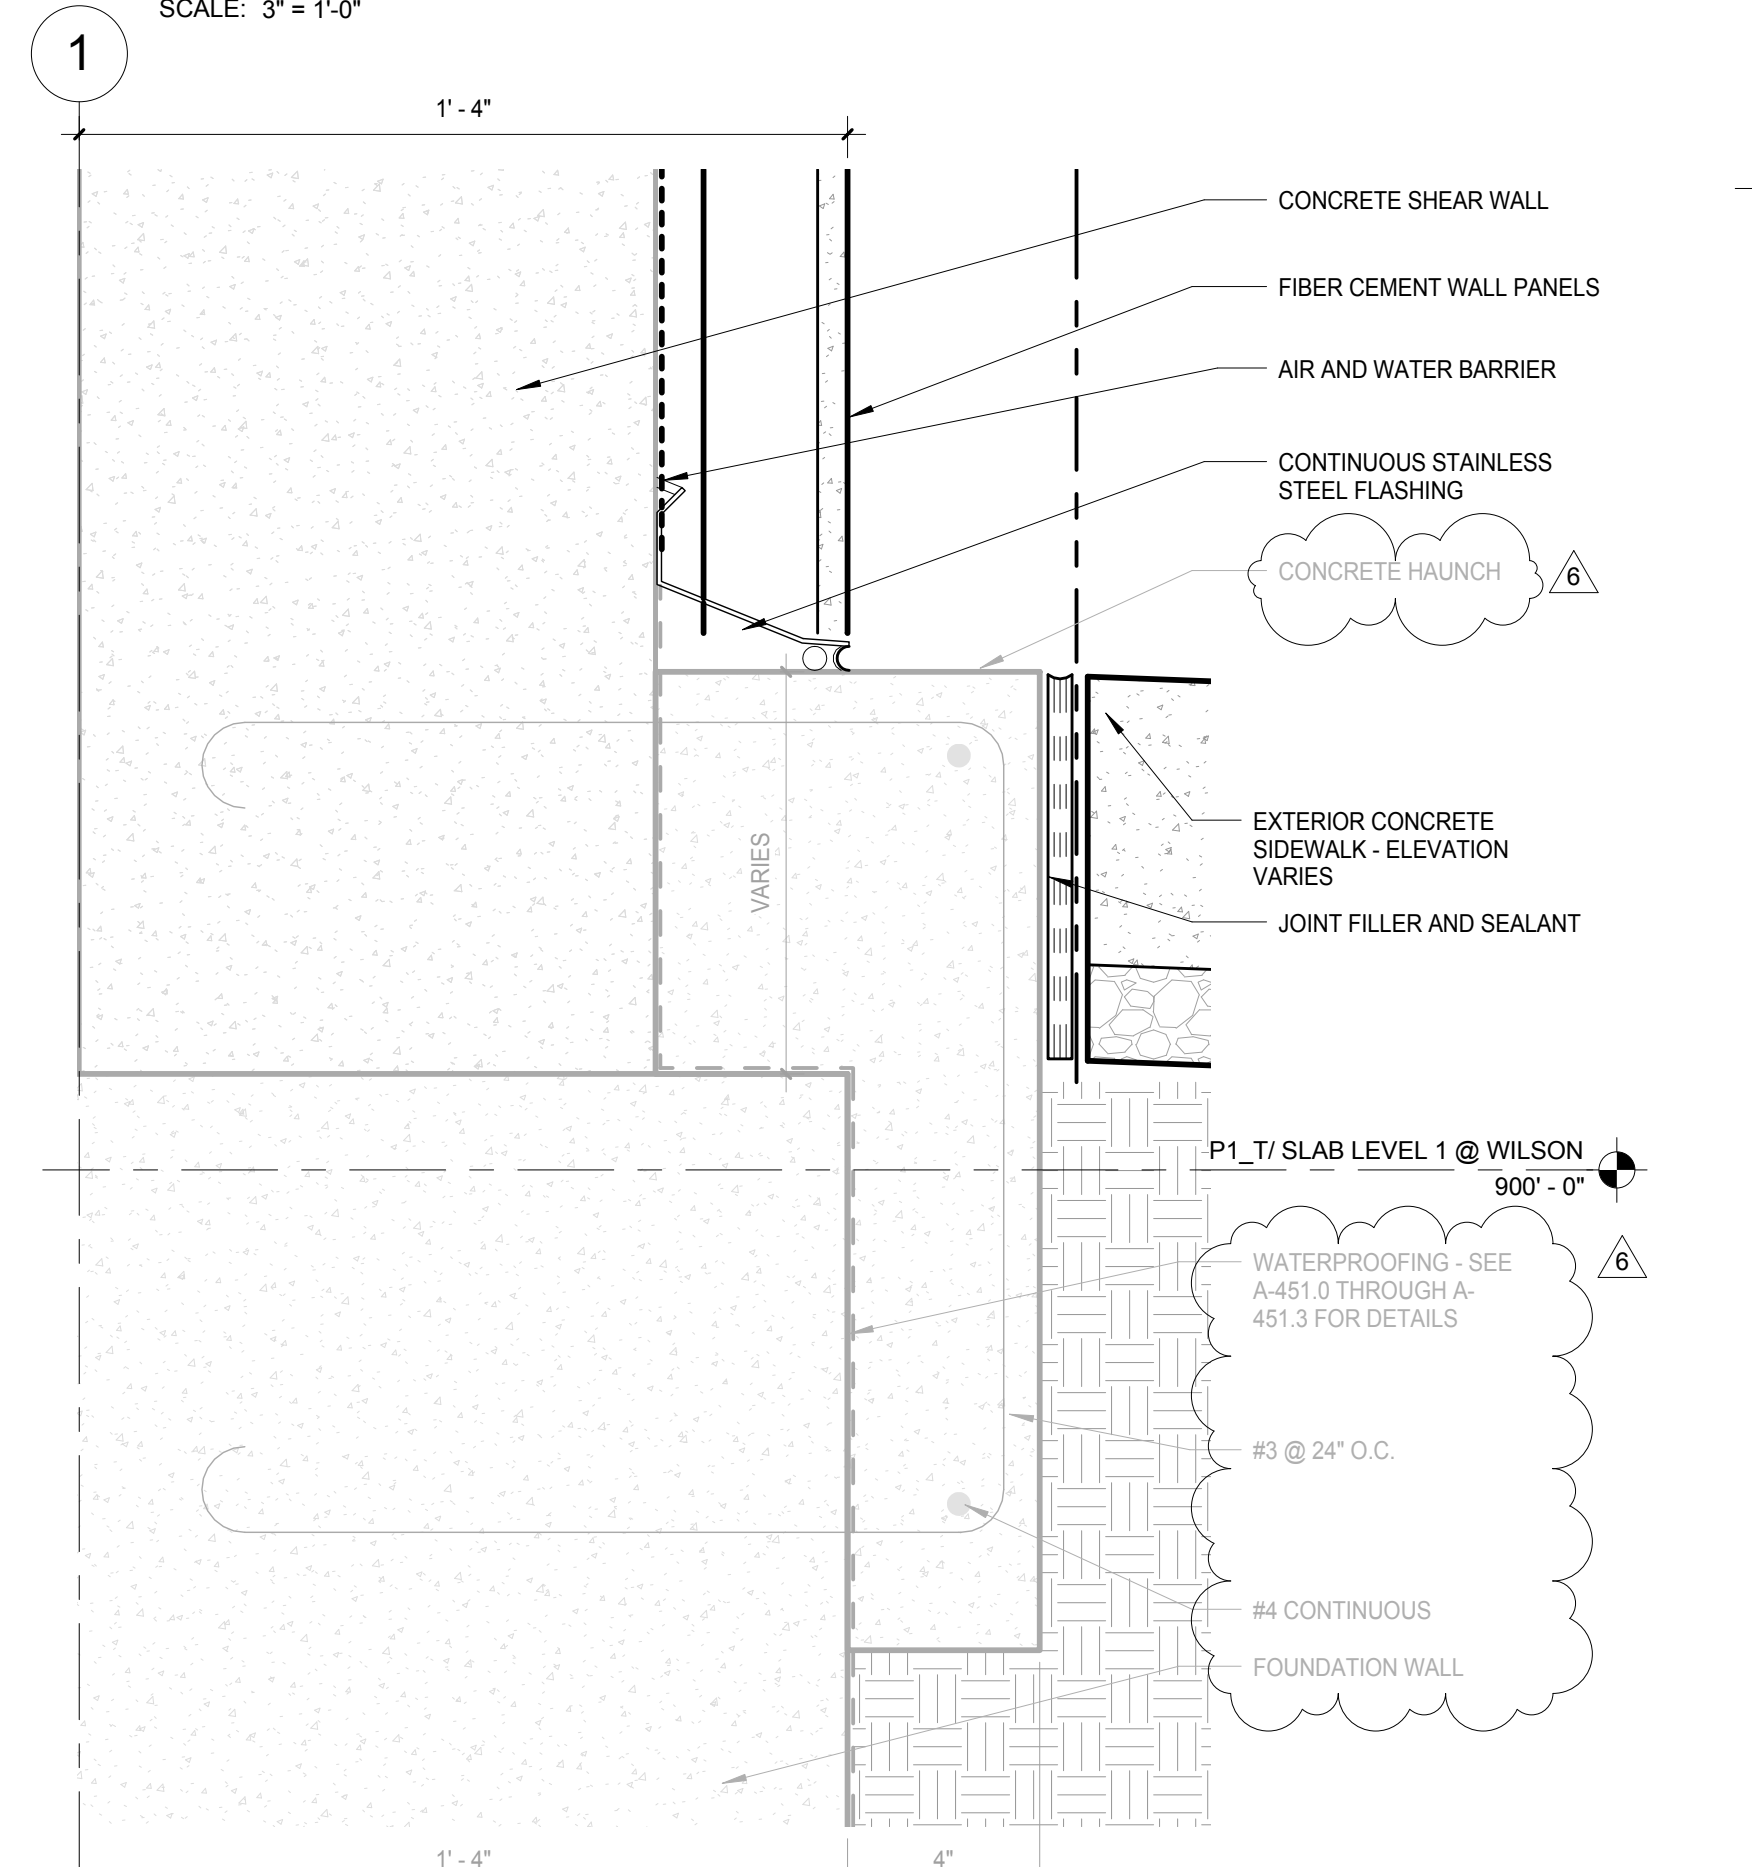 SCALE: 3" = 1'-0"
1
1' - 4"
CONCRETE SHEAR WALL
FIBER CEMENT WALL PANELS
AIR AND WATER BARRIER
CONTINUOUS STAINLESS
STEEL FLASHING
CONCRETE HAUNCH
6
VARIES
EXTERIOR CONCRETE
SIDEWALK - ELEVATION
VARIES
JOINT FILLER AND SEALANT
P1_T/ SLAB LEVEL 1 @ WILSON
900' - 0"
6
WATERPROOFING - SEE
A-451.0 THROUGH A-
451.3 FOR DETAILS
#3 @ 24" O.C.
#4 CONTINUOUS
FOUNDATION WALL
1' - 4"
4"